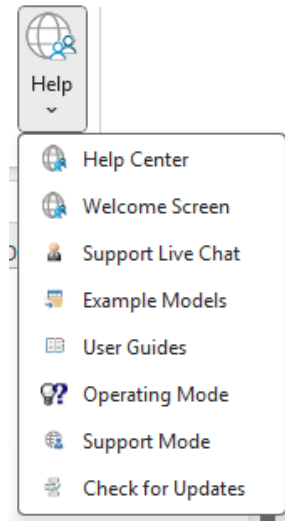 Help
Help Center
Welcome Screen
Support Live Chat
Example Models
User Guides
Operating Mode
Support Mode
Check for Updates